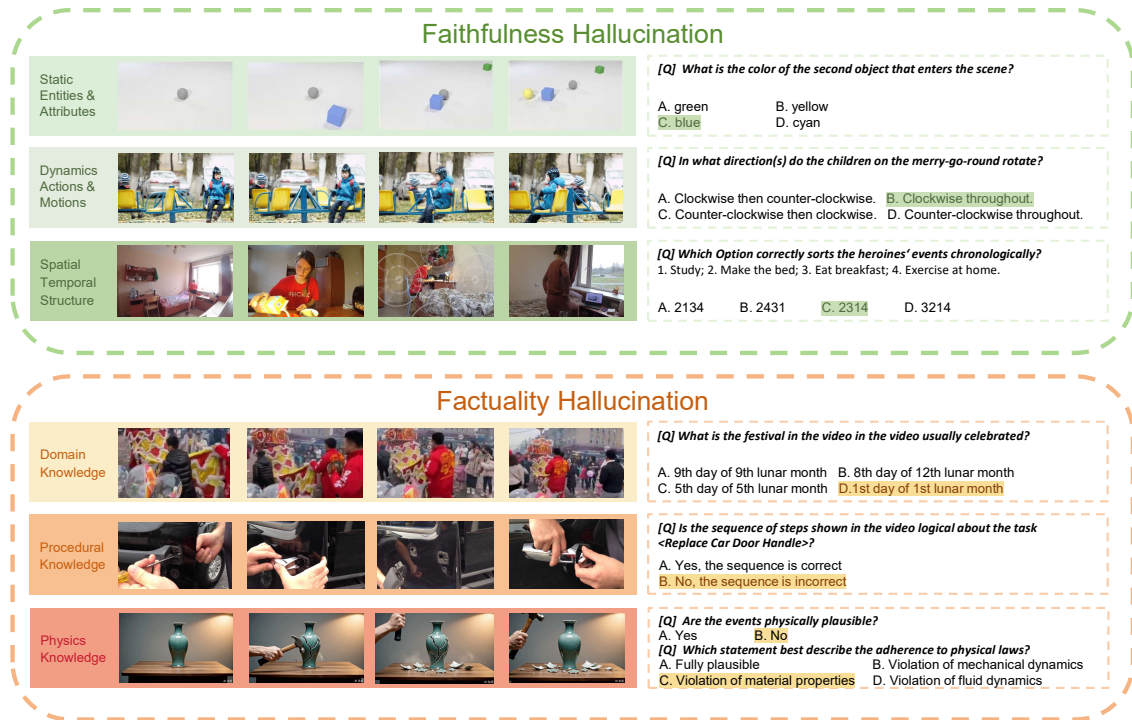 Faithfulness Hallucination
Static
Entities &
Attributes
[Q] What is the color of the second object that enters the scene?
A. green B. yellow
C. blue D. cyan
Dynamics
Actions &
Motions
[Q] In what direction(s) do the children on the merry-go-round rotate?
A. Clockwise then counter-clockwise. B. Clockwise throughout.
C. Counter-clockwise then clockwise. D. Counter-clockwise throughout.
Spatial
Temporal
Structure
[Q] Which Option correctly sorts the heroines‘ events chronologically?
1. Study; 2. Make the bed; 3. Eat breakfast; 4. Exercise at home.
A. 2134 B. 2431 C. 2314 D. 3214
Factuality Hallucination
Domain
Knowledge
[Q] What is the festival in the video in the video usually celebrated?
A. 9th day of 9th lunar month B. 8th day of 12th lunar month
C. 5th day of 5th lunar month D.1st day of 1st lunar month
Procedural
Knowledge
[Q] Is the sequence of steps shown in the video logical about the task
<Replace Car Door Handle>?
A. Yes, the sequence is correct
B. No, the sequence is incorrect
Physics
Knowledge
[Q] Are the events physically plausible?
A. Yes B. No
[Q] Which statement best describe the adherence to physical laws?
A. Fully plausible B. Violation of mechanical dynamics
C. Violation of material properties D. Violation of fluid dynamics